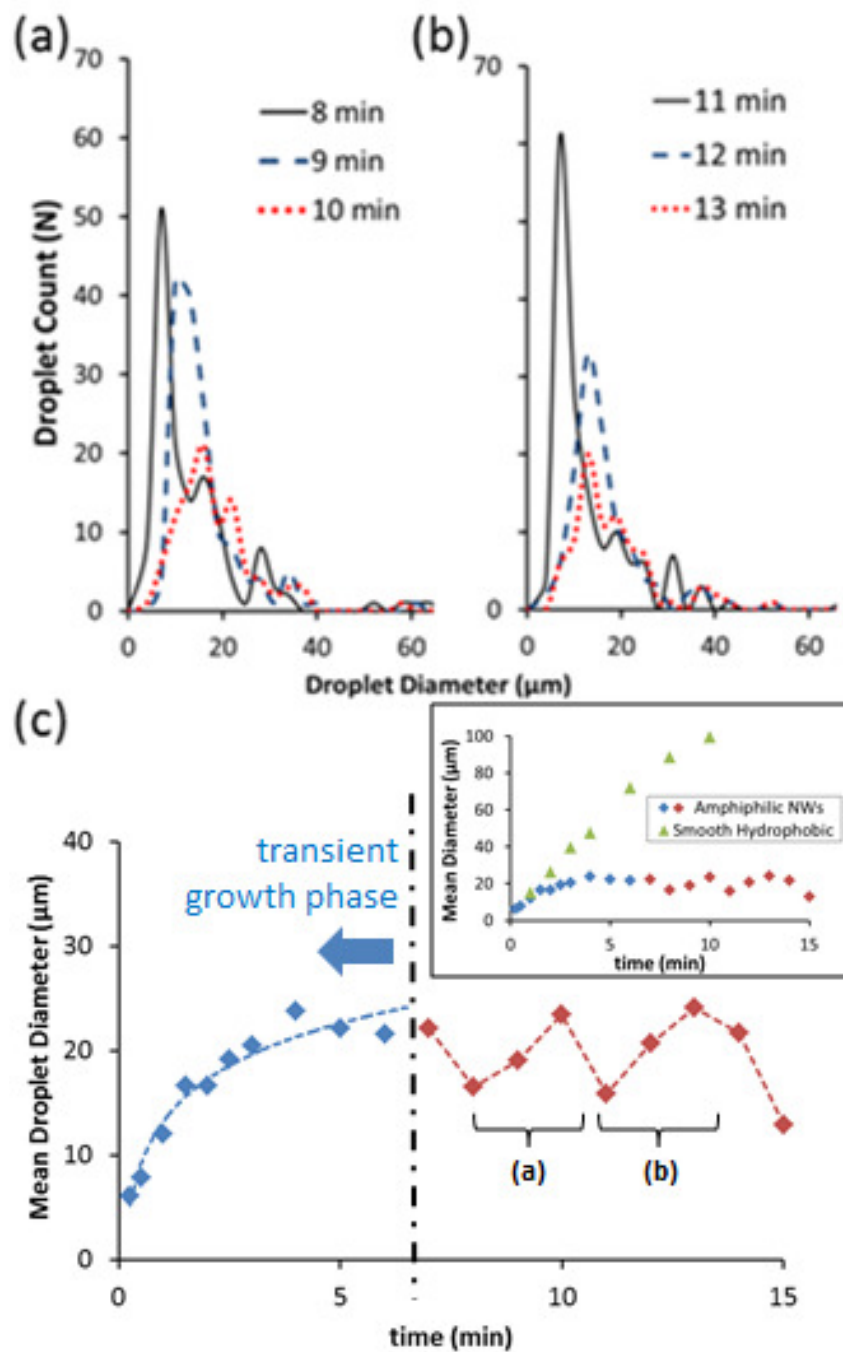 (a)
70
60
50
40
30
20
10
0
Droplet Count (N)
8 min
9 min
10 min
0 20 40 60
(b)
70
0
11 min
12 min
13 min
0 20 40 60
Droplet Diameter (µm)
(c)
40
30
20
10
0
Mean Droplet Diameter (µm)
transient
growth phase
100
80
60
40
20
0
Mean Diameter (µm)
Amphiphilic NWs
Smooth Hydrophobic
0 5 10 15
time (min)
(a) (b)
0 5 10 15
time (min)